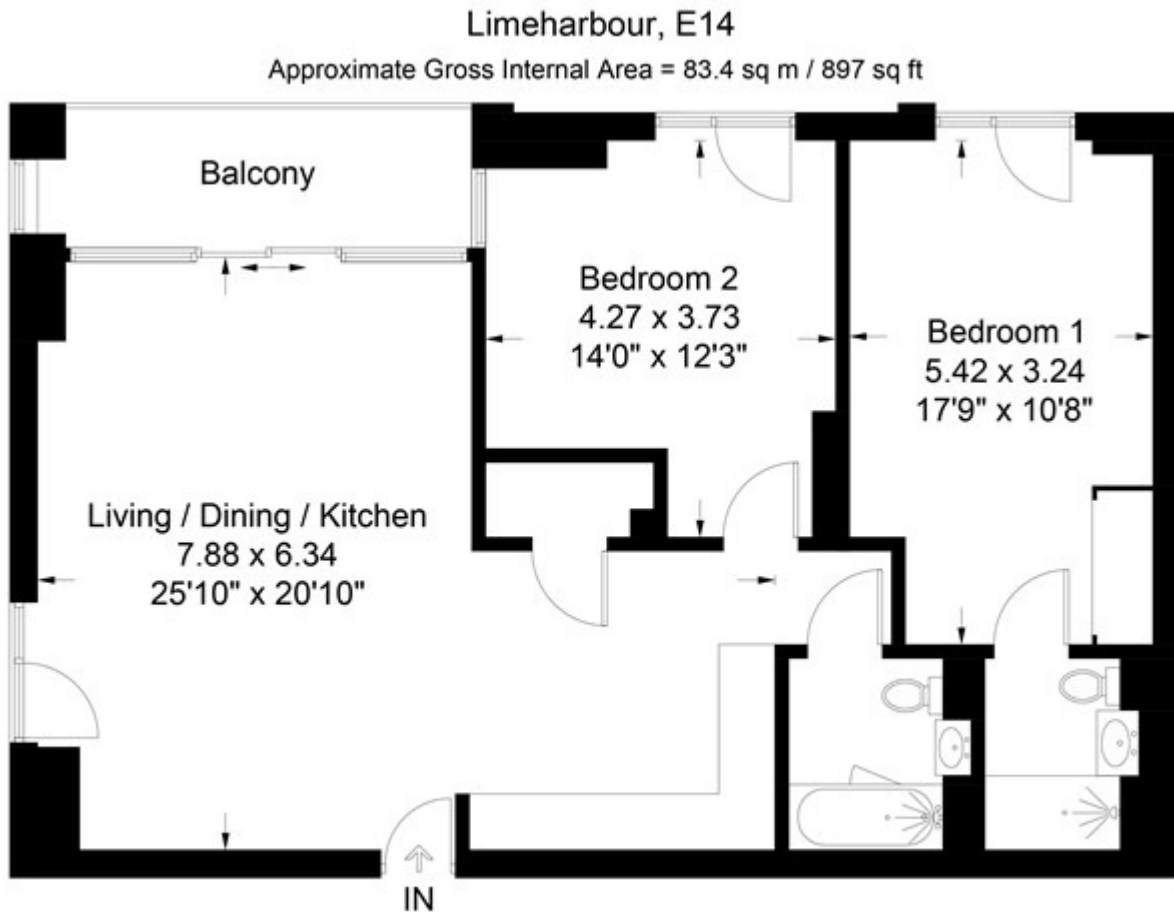 Limeharbour, E14
Approximate Gross Internal Area = 83.4 sq m / 897 sq ft
Balcony
Bedroom 2
4.27 x 3.73
14'0" x 12'3"
Bedroom 1
5.42 x 3.24
17'9" x 10'8"
Living / Dining / Kitchen
7.88 x 6.34
25'10" x 20'10"
IN